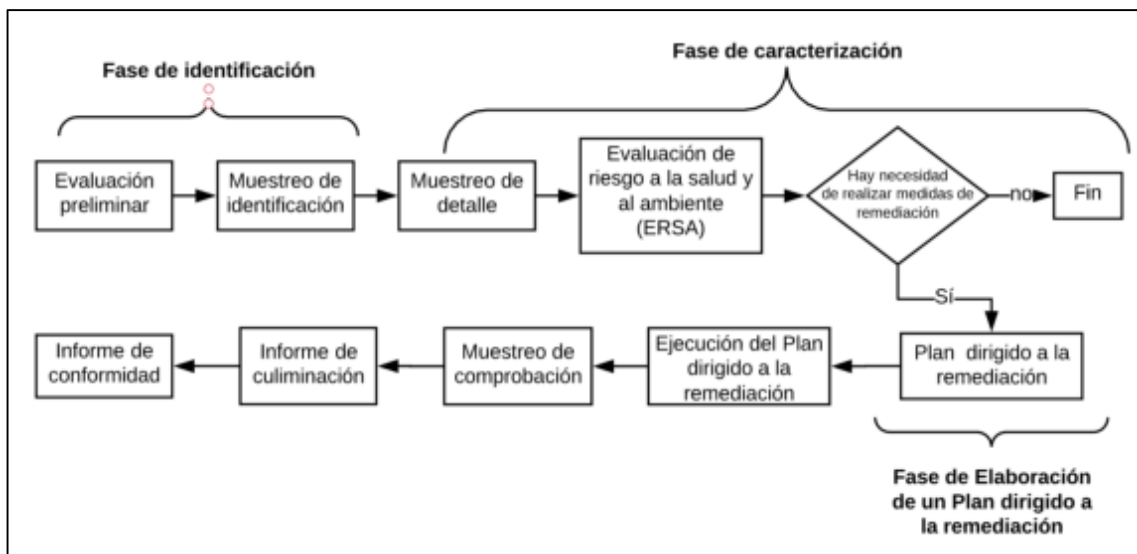 Fase de identificación
Fase de caracterización
Evaluación
preliminar
Muestreo de
identificación
Muestreo de
detalle
Evaluación de
riesgo a la salud y
al ambiente
(ERSA)
Hay necesidad
de realizar medidas de
remediación
no
Fin
Sí
Plan dirigido a la
remediación
Ejecución del Plan
dirigido a la
remediación
Muestreo de
comprobación
Informe de
culiminación
Informe de
conformidad
Fase de Elaboración
de un Plan dirigido a
la remediación